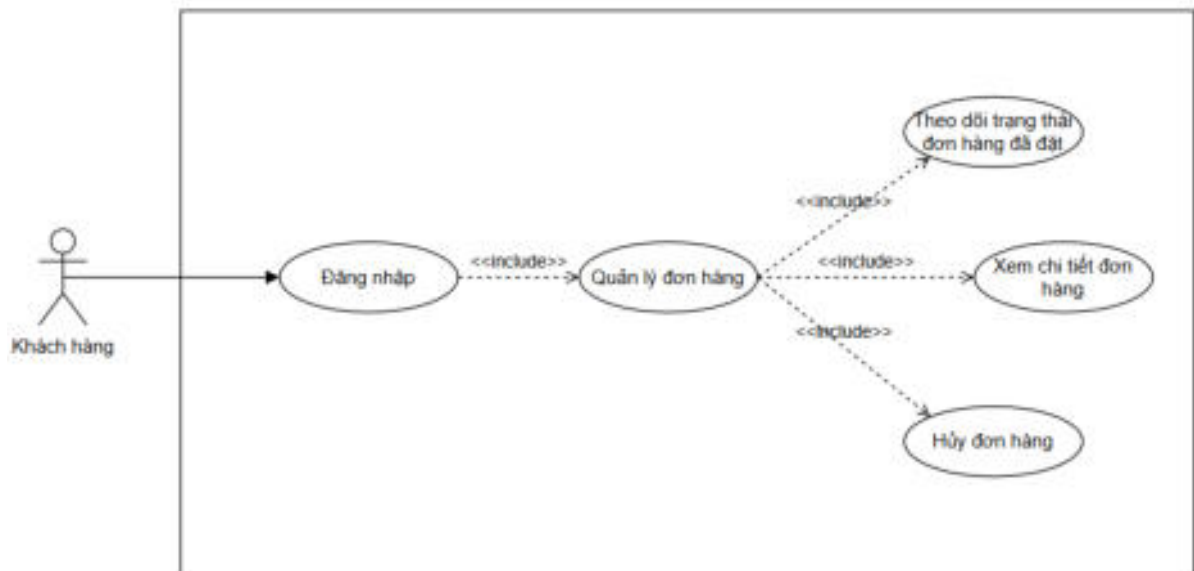 Theo dõi trạng thái
đơn hàng đã đặt
<<include>>
Đăng nhập
<<include>>
Quản lý đơn hàng
<<include>>
Xem chi tiết đơn
hàng
Khách hàng
<<include>>
Hủy đơn hàng